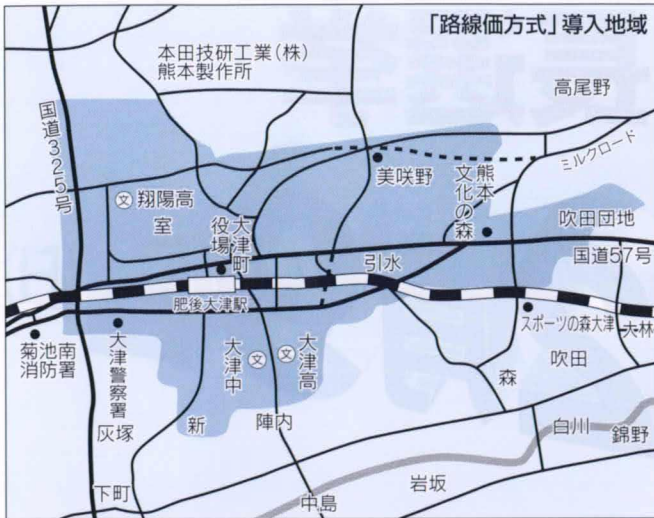 「路線価方式」導入地域
本田技研工業(株)
熊本製作所
高尾野
国道325号
ミルクロード
美咲野
熊本
文化の森
文 翔陽高
室
大津町
役場
吹田団地
引水
国道57号
肥後大津駅
スポーツの森大津
大林
菊池南
消防署
大津警察署
大津中
文
文
大津高
森
吹田
灰塚
新
陣内
白川
錦野
下町
中島
岩坂